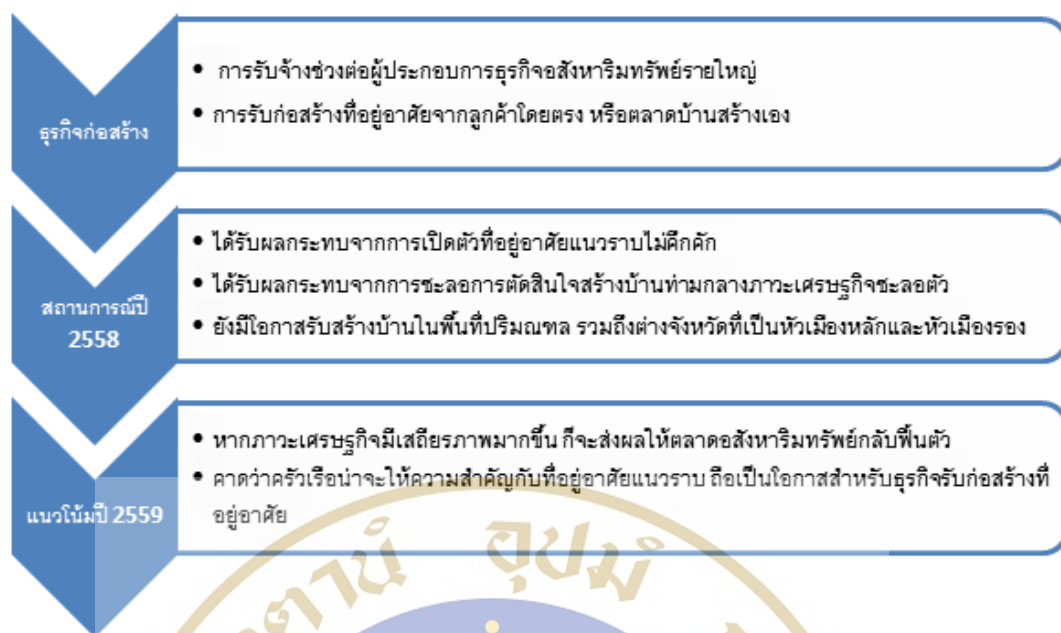 ธุรกิจก่อสร้าง
• การรับจ้างช่วงต่อผู้ประกอบการธุรกิจอสังหาริมทรัพย์รายใหญ่
• การรับก่อสร้างที่อยู่อาศัยจากลูกค้าโดยตรง หรือตลาดบ้านสร้างเอง
สถานการณ์ปี
2558
• ได้รับผลกระทบจากการเปิดตัวที่อยู่อาศัยแนวราบไม่คึกคัก
• ได้รับผลกระทบจากการชะลอการตัดสินใจสร้างบ้านท่ามกลางภาวะเศรษฐกิจชะลอตัว
• ยังมีโอกาสรับสร้างบ้านในพื้นที่ปริมณฑล รวมถึงต่างจังหวัดที่เป็นหัวเมืองหลักและหัวเมืองรอง
แนวโน้มปี 2559
• หากภาวะเศรษฐกิจมีเสถียรภาพมากขึ้น ก็จะส่งผลให้ตลาดอสังหาริมทรัพย์กลับฟื้นตัว
• คาดว่าครัวเรือน่าจะให้ความสำคัญกับที่อยู่อาศัยแนวราบ ถือเป็นโอกาสสำหรับธุรกิจรับก่อสร้างที่
อยู่อาศัย
ตานํ อุปมํ